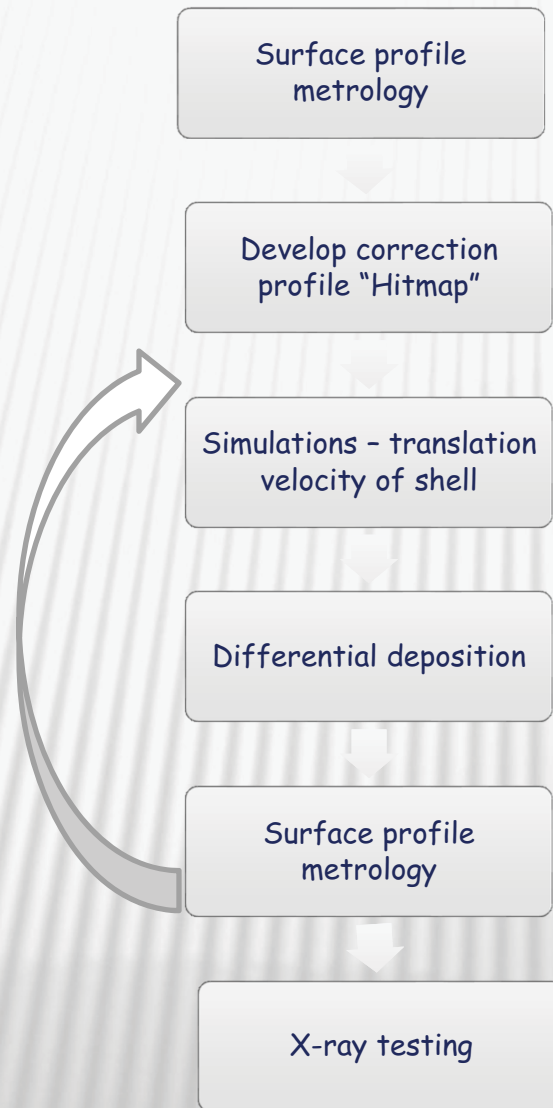 Surface profile
metrology
Develop correction
profile “Hitmap”
Simulations – translation
velocity of shell
Differential deposition
Surface profile
metrology
X-ray testing